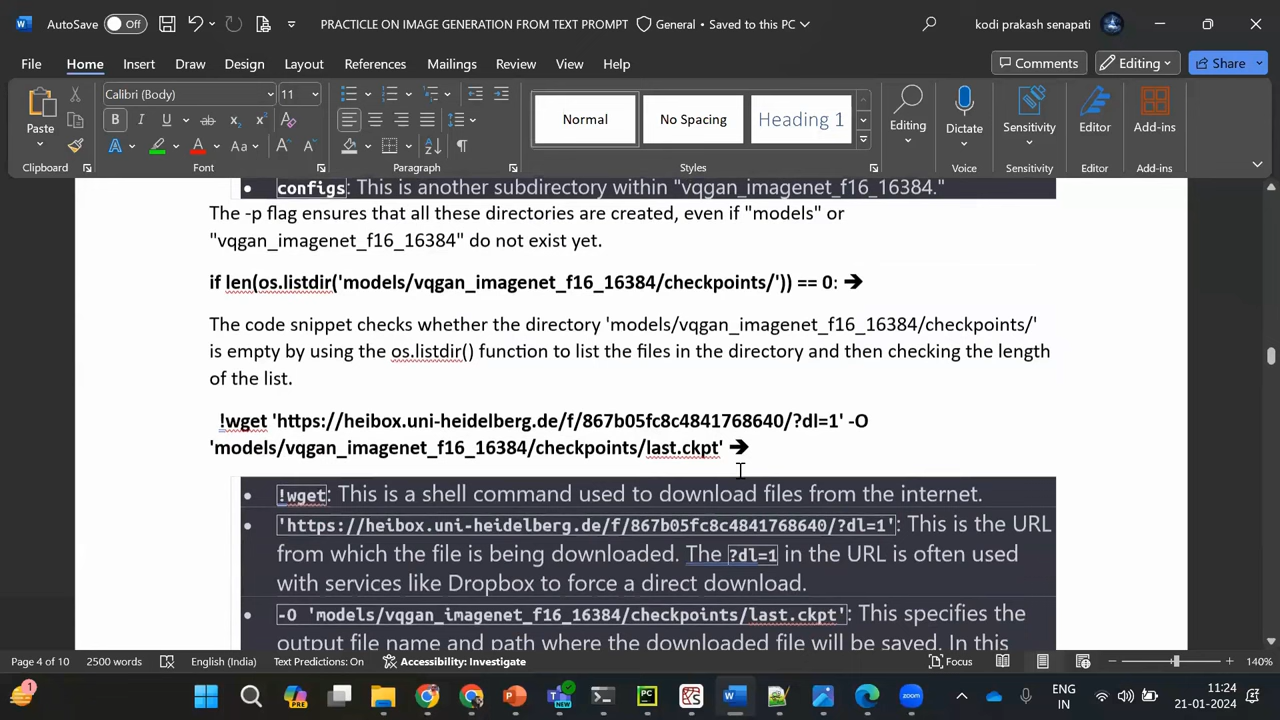 AutoSave Off PRACTICLE ON IMAGE GENERATION FROM TEXT PROMPT General • Saved to this PC kodi prakash senapati
File Home Insert Draw Design Layout References Mailings Review View Help Comments Editing Share
Paste Calibri (Body) 11 Normal No Spacing Heading 1 Editing Dictate Sensitivity Editor Add-ins
Clipboard Font Paragraph Styles Voice Sensitivity Editor Add-ins
• configs: This is another subdirectory within "vqgan_imagenet_f16_16384."
The -p flag ensures that all these directories are created, even if "models" or
"vqgan_imagenet_f16_16384" do not exist yet.
if len(os.listdir('models/vqgan_imagenet_f16_16384/checkpoints/')) == 0: ➔
The code snippet checks whether the directory 'models/vqgan_imagenet_f16_16384/checkpoints/'
is empty by using the os.listdir() function to list the files in the directory and then checking the length
of the list.
!wget 'https://heibox.uni-heidelberg.de/f/867b05fc8c4841768640/?dl=1' -O
'models/vqgan_imagenet_f16_16384/checkpoints/last.ckpt' ➔
• !wget: This is a shell command used to download files from the internet.
• 'https://heibox.uni-heidelberg.de/f/867b05fc8c4841768640/?dl=1': This is the URL
from which the file is being downloaded. The ?dl=1 in the URL is often used
with services like Dropbox to force a direct download.
• -O 'models/vqgan_imagenet_f16_16384/checkpoints/last.ckpt': This specifies the
output file name and path where the downloaded file will be saved. In this
Page 4 of 10 2500 words English (India) Text Predictions: On Accessibility: Investigate Focus 140%
1 PRE ENG 11:24
IN 21-01-2024